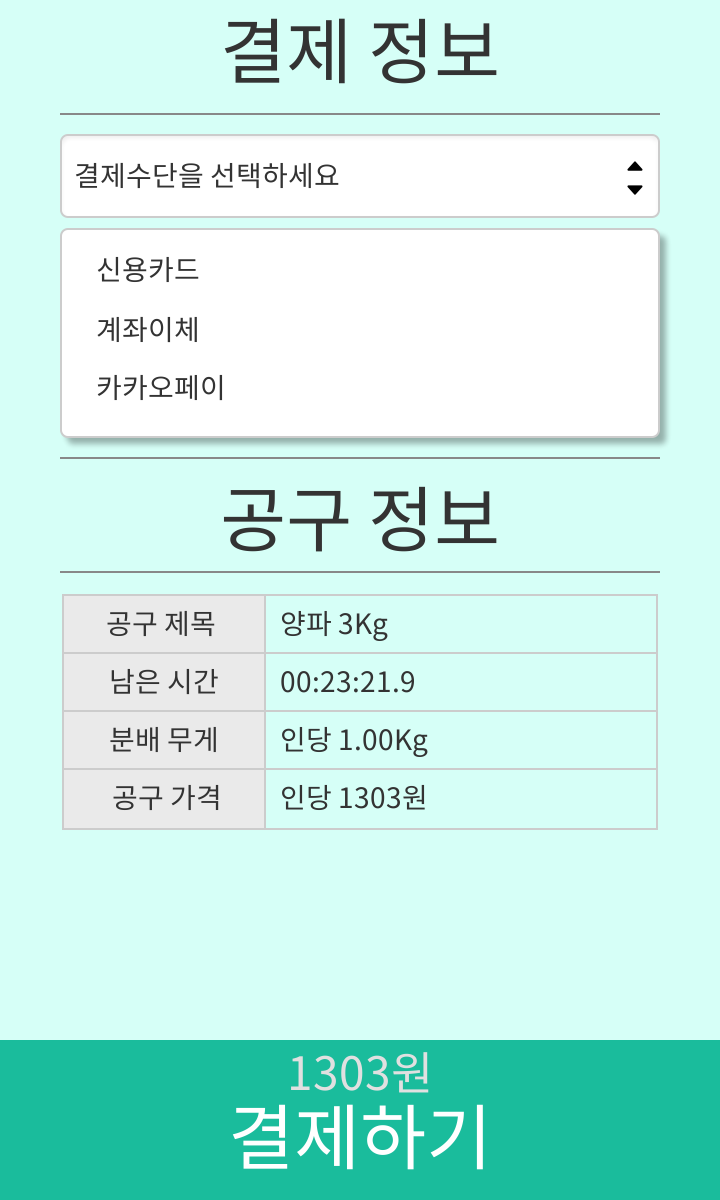 결제 정보
결제수단을 선택하세요
신용카드
계좌이체
카카오페이
공구 정보
공구 제목 양파 3Kg
남은 시간 00:23:21.9
분배 무게 인당 1.00Kg
공구 가격 인당 1303원
1303원
결제하기